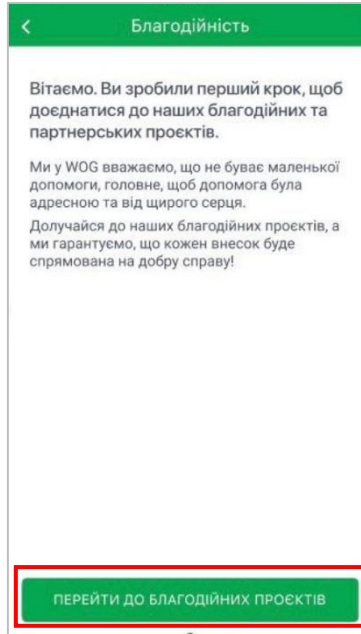 Благодійність
Вітаємо. Ви зробили перший крок, щоб
доєднатися до наших благодійних та
партнерських проєктів.
Ми у WOG вважаємо, що не буває маленької
допомоги, головне, щоб допомога була
адресною та від щирого серця.
Долучайся до наших благодійних проєктів, а
ми гарантуємо, що кожен внесок буде
спрямована на добру справу!
ПЕРЕЙТИ ДО БЛАГОДІЙНИХ ПРОЄКТІВ